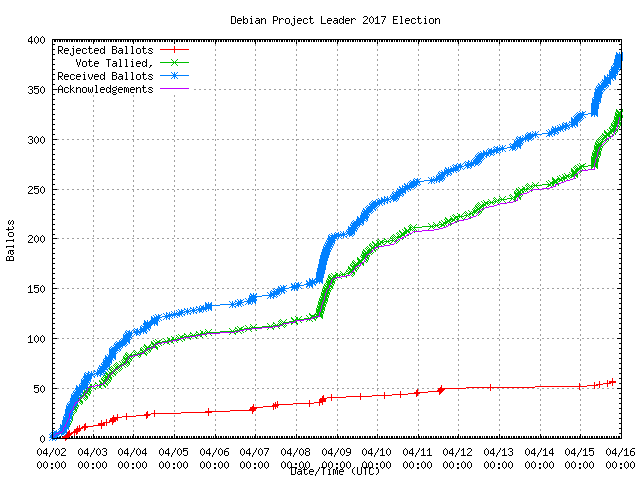 Debian Project Leader 2017 Election
400
350
300
250
200
150
100
50
0
Ballots
Rejected Ballots
Vote Tallied,
Received Ballots
Acknowledgements
04/02 04/03 04/04 04/05 04/06 04/07 04/08 04/09 04/10 04/11 04/12 04/13 04/14 04/15 04/16
00:00 00:00 00:00 00:00 00:00 00:00 00:00 00:00 00:00 00:00 00:00 00:00 00:00 00:00 00:00
Date/Time (UTC)